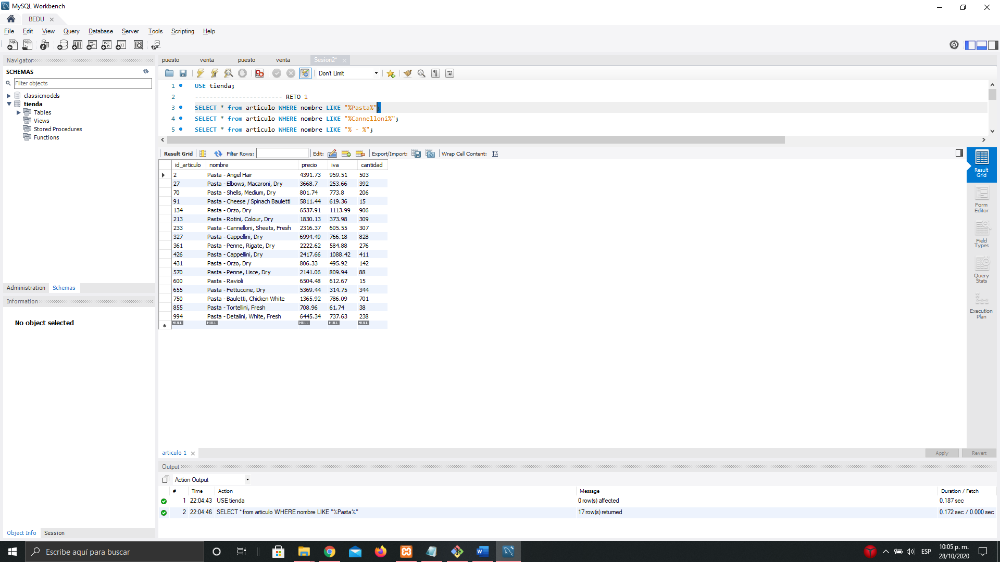 MySQL Workbench
BEDU
File Edit View Query Database Server Tools Scripting Help
Navigator
SCHEMAS
Filter objects
classicmodels
tienda
Tables
Views
Stored Procedures
Functions
Administration Schemas
Information
No object selected
Object Info Session
puesto venta puesto venta Sesion2*
Don't Limit
1 USE tienda;
2 ------------------------ RETO 1
3 SELECT * from articulo WHERE nombre LIKE "%Pasta%";
4 SELECT * from articulo WHERE nombre LIKE "%Cannelloni%";
5 SELECT * from articulo WHERE nombre LIKE "% - %";
Result Grid Filter Rows: Edit: Export/Import: Wrap Cell Content:
id_articulo nombre precio iva cantidad
2 Pasta - Angel Hair 4391.73 959.51 503
27 Pasta - Elbows, Macaroni, Dry 3668.7 253.66 392
70 Pasta - Shells, Medium, Dry 801.74 773.8 206
91 Pasta - Cheese / Spinach Bauletti 5811.44 619.36 15
134 Pasta - Orzo, Dry 6537.91 1113.99 906
213 Pasta - Rotini, Colour, Dry 1830.13 373.98 309
233 Pasta - Cannelloni, Sheets, Fresh 2316.37 605.55 307
327 Pasta - Cappellini, Dry 6994.49 766.18 828
361 Pasta - Penne, Rigate, Dry 2222.62 584.88 276
426 Pasta - Cappellini, Dry 2417.66 1088.42 411
431 Pasta - Orzo, Dry 806.33 495.92 142
570 Pasta - Penne, Lisce, Dry 2141.06 809.94 88
600 Pasta - Ravioli 6504.48 612.67 15
655 Pasta - Fettuccine, Dry 5369.44 314.75 344
750 Pasta - Bauletti, Chicken White 1365.92 786.09 701
855 Pasta - Tortellini, Fresh 708.96 61.74 38
994 Pasta - Detalini, White, Fresh 6445.34 737.63 238
NULL NULL NULL NULL NULL
Result
Grid
Form
Editor
Field
Types
Query
Stats
Execution
Plan
articulo 1
Apply Revert
Output
Action Output
# Time Action Message Duration / Fetch
1 22:04:43 USE tienda 0 row(s) affected 0.187 sec
2 22:04:46 SELECT * from articulo WHERE nombre LIKE "%Pasta%" 17 row(s) returned 0.172 sec / 0.000 sec
Escribe aquí para buscar
ESP
10:05 p. m.
28/10/2020